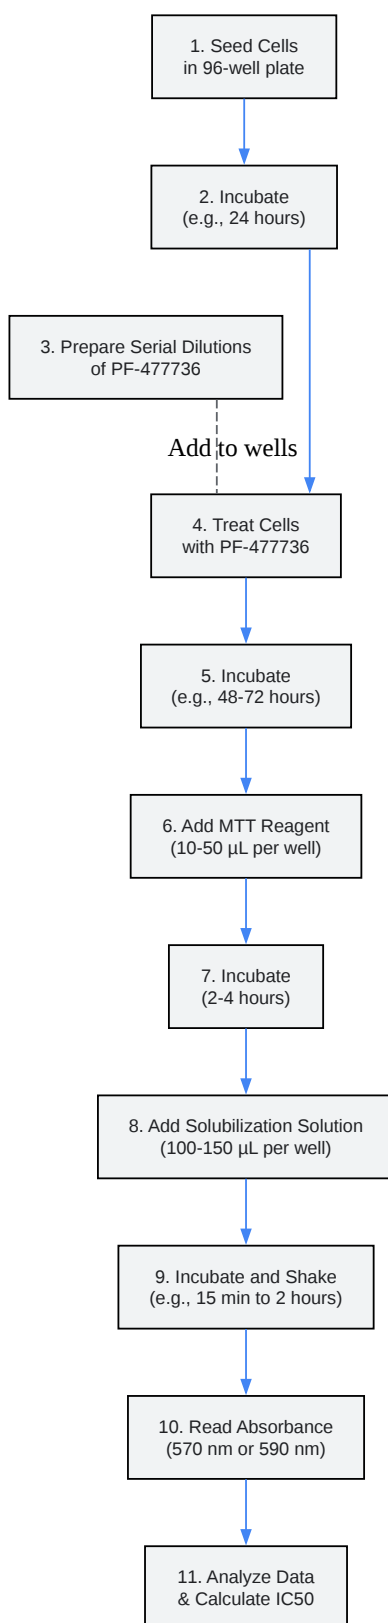 1. Seed Cells
in 96-well plate
2. Incubate
(e.g., 24 hours)
3. Prepare Serial Dilutions
of PF-477736
Add to wells
4. Treat Cells
with PF-477736
5. Incubate
(e.g., 48-72 hours)
6. Add MTT Reagent
(10-50 µL per well)
7. Incubate
(2-4 hours)
8. Add Solubilization Solution
(100-150 µL per well)
9. Incubate and Shake
(e.g., 15 min to 2 hours)
10. Read Absorbance
(570 nm or 590 nm)
11. Analyze Data
& Calculate IC50